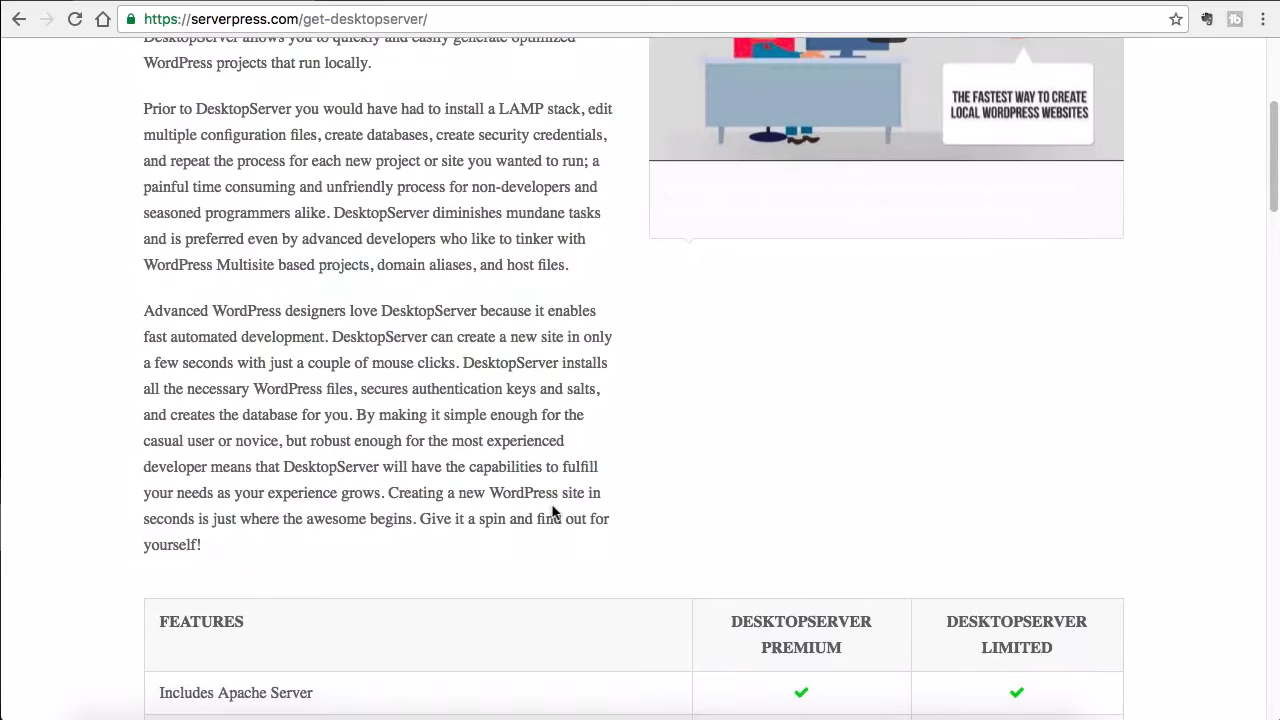 https://serverpress.com/get-desktopserver/
DesktopServer allows you to quickly and easily generate optimized
WordPress projects that run locally.
THE FASTEST WAY TO CREATE
LOCAL WORDPRESS WEBSITES
Prior to DesktopServer you would have had to install a LAMP stack, edit
multiple configuration files, create databases, create security credentials,
and repeat the process for each new project or site you wanted to run; a
painful time consuming and unfriendly process for non-developers and
seasoned programmers alike. DesktopServer diminishes mundane tasks
and is preferred even by advanced developers who like to tinker with
WordPress Multisite based projects, domain aliases, and host files.
Advanced WordPress designers love DesktopServer because it enables
fast automated development. DesktopServer can create a new site in only
a few seconds with just a couple of mouse clicks. DesktopServer installs
all the necessary WordPress files, secures authentication keys and salts,
and creates the database for you. By making it simple enough for the
casual user or novice, but robust enough for the most experienced
developer means that DesktopServer will have the capabilities to fulfill
your needs as your experience grows. Creating a new WordPress site in
seconds is just where the awesome begins. Give it a spin and find out for
yourself!
FEATURES
DESKTOPSERVER
PREMIUM
DESKTOPSERVER
LIMITED
Includes Apache Server